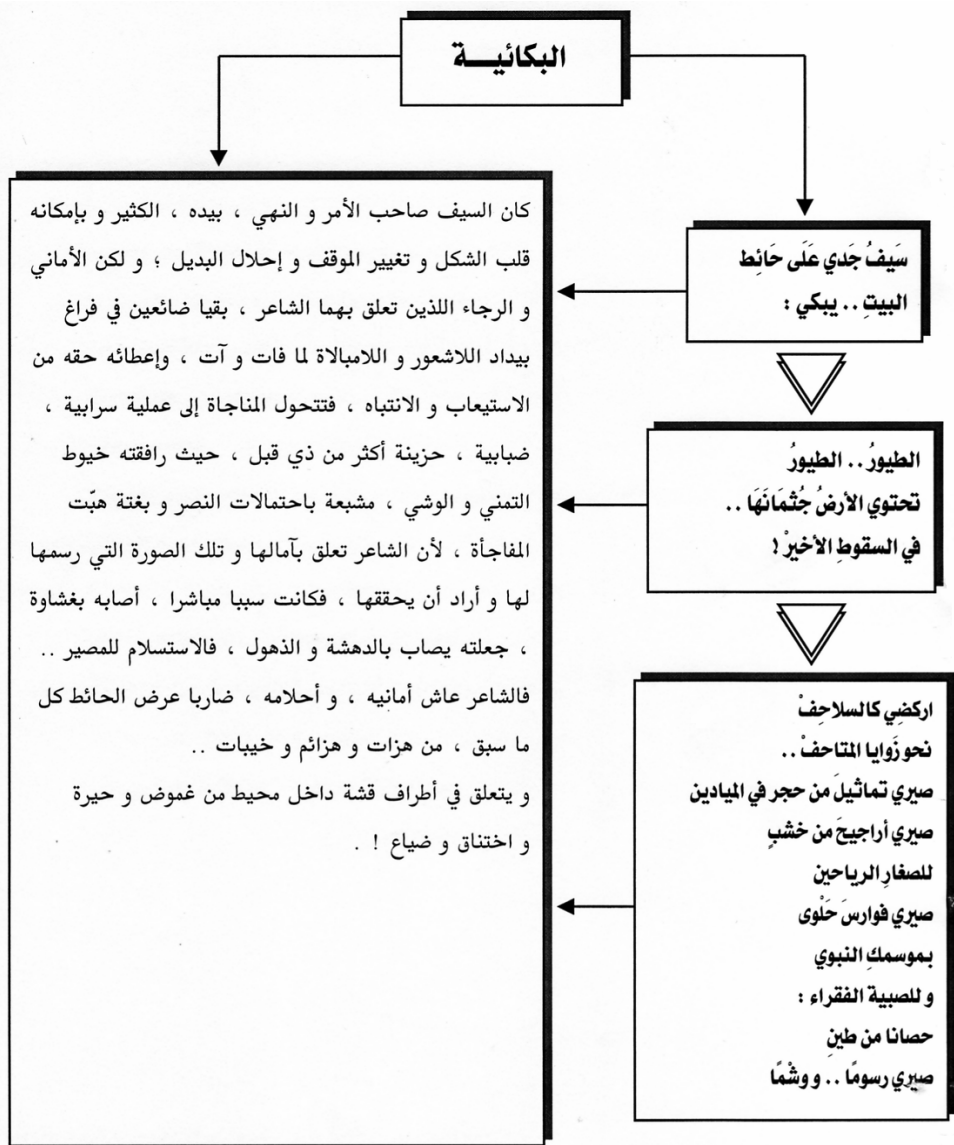 البكائيــة
سَيفُ جَدي عَلَى حَائِط
البيتِ . . يبكي :
الطيورُ . . الطيورُ
تحتوي الأرضُ جُثمَانَهَا . .
في السقوطِ الأخيرْ !
اركضِي كالسلاحِفْ
نحو زَوايا المتاحفْ . .
صيري تماثيلَ من حجر في الميادين
صيري أراجيحَ من خشبٍ
للصغارِ الرياحين
صيري فوارسَ حَلْوى
بموسمكِ النبوي
و للصبية الفقراء :
حصانا من طينِ
صيري رسومًا . . و وشْمًا
كان السيف صاحب الأمر و النهي ، بيده ، الكثير و بإمكانه
قلب الشكل و تغيير الموقف و إحلال البديل ؛ و لكن الأماني
و الرجاء اللذين تعلق بهما الشاعر ، بقيا ضائعين في فراغ
بيداد اللاشعور و اللامبالاة لما فات و آت ، وإعطائه حقه من
الاستيعاب و الانتباه ، فتتحول المناجاة إلى عملية سرابية ،
ضبابية ، حزينة أكثر من ذي قبل ، حيث رافقته خيوط
التمني و الوشي ، مشبعة باحتمالات النصر و بغتة هبّت
المفاجأة ، لأن الشاعر تعلق بآمالها و تلك الصورة التي رسمها
لها و أراد أن يحققها ، فكانت سببا مباشرا ، أصابه بغشاوة
، جعلته يصاب بالدهشة و الذهول ، فالاستسلام للمصير ..
فالشاعر عاش أمانيه ، و أحلامه ، ضاربا عرض الحائط كل
ما سبق ، من هزات و هزائم و خيبات ..
و يتعلق في أطراف قشة داخل محيط من غموض و حيرة
و اختناق و ضياع ! .